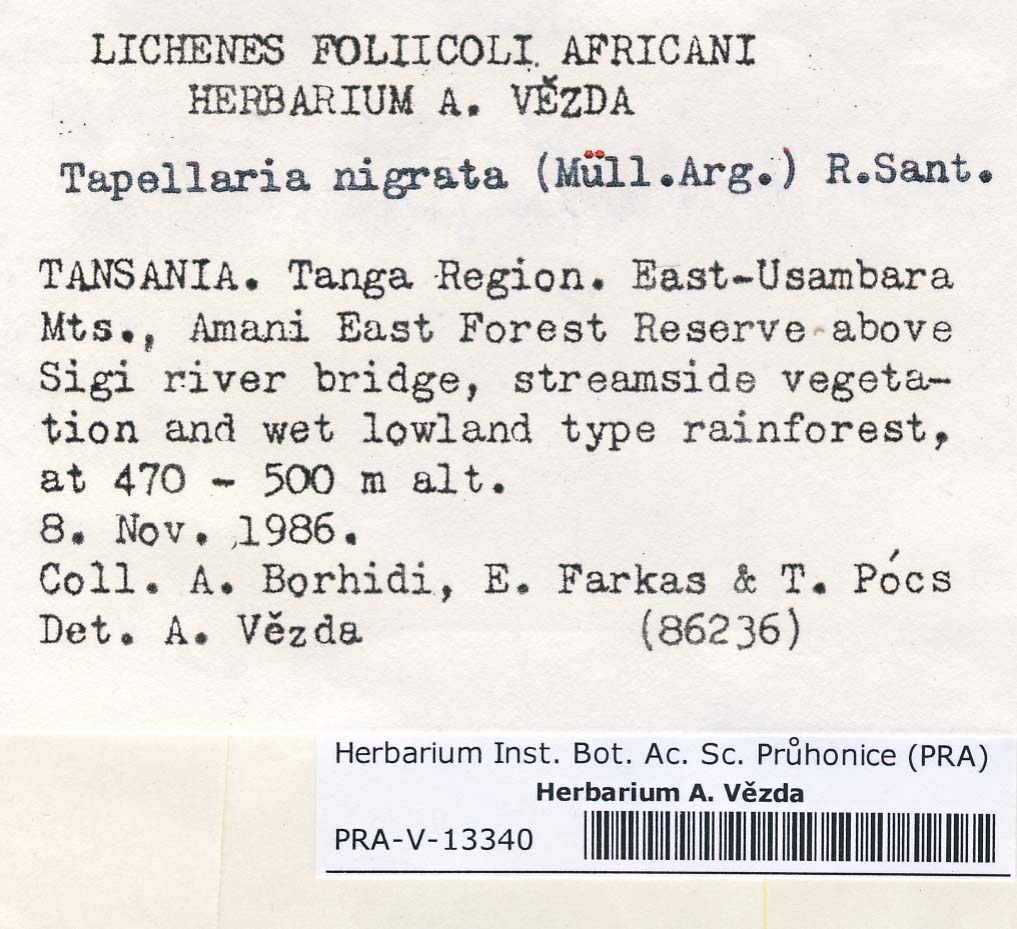 LICHENES FOLIICOLI AFRICANI
HERBARIUM A. VĚZDA
Tapellaria nigrata (Müll.Arg.) R.Sant.
TANSANIA. Tanga Region. East-Usambara
Mts., Amani East Forest Reserve above
Sigi river bridge, streamside vegeta-
tion and wet lowland type rainforest,
at 470 - 500 m alt.
8. Nov. 1986.
Coll. A. Borhidi, E. Farkas & T. Pócs
Det. A. Vězda (86236)
Herbarium Inst. Bot. Ac. Sc. Průhonice (PRA)
Herbarium A. Vězda
PRA-V-13340